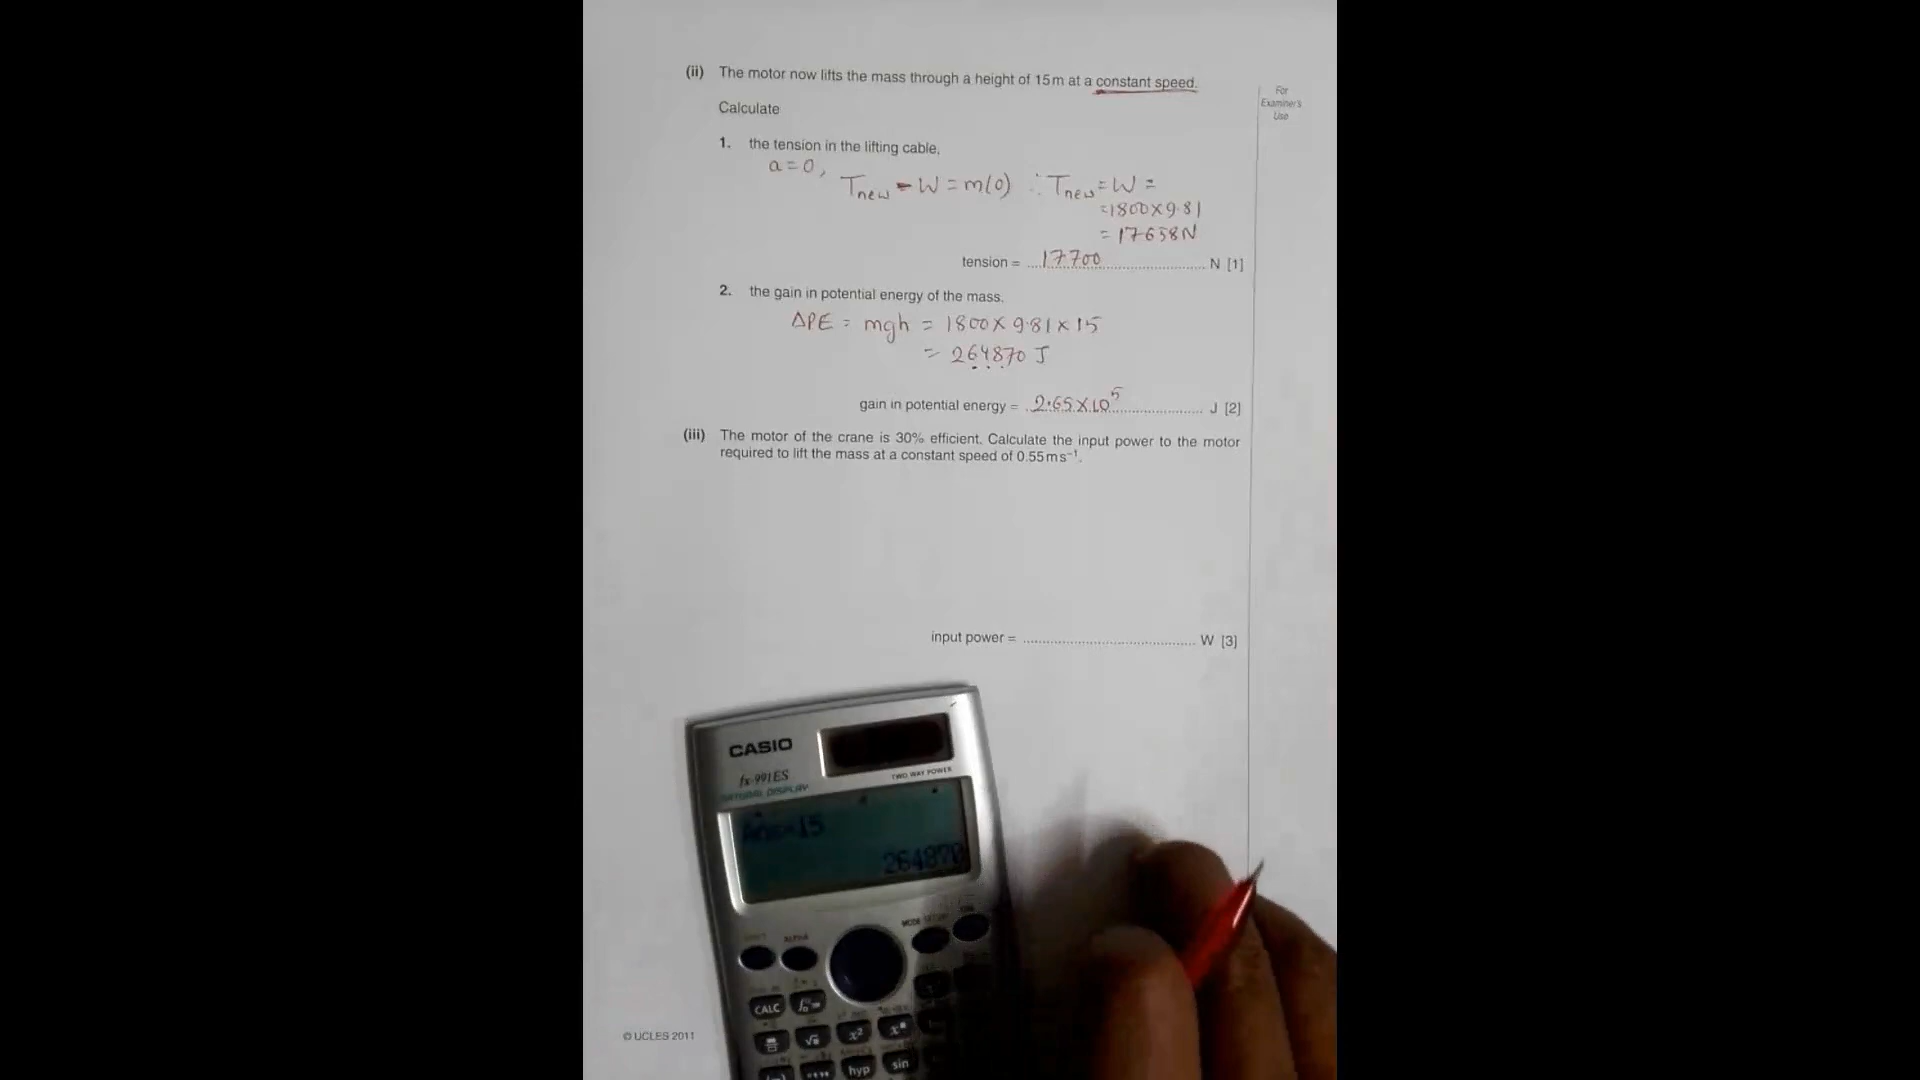 (ii) The motor now lifts the mass through a height of 15 m at a constant speed.
For
Examiner's
Use
Calculate
1. the tension in the lifting cable,
a = 0,
Tnew - W = m(0) ∴ Tnew = W =
= 1800 × 9.81
= 17658 N
tension = 17700 N [1]
2. the gain in potential energy of the mass.
ΔPE = mgh = 1800 × 9.81 × 15
= 264870 J
gain in potential energy = 2.65 × 10⁵ J [2]
(iii) The motor of the crane is 30% efficient. Calculate the input power to the motor
required to lift the mass at a constant speed of 0.55 m s⁻¹.
input power = W [3]
CASIO
fx-991ES
TWO WAY POWER
NATURAL DISPLAY
Ans×15
264870
SHIFT ALPHA MODE
CALC
√ x²
hyp sin
© UCLES 2011